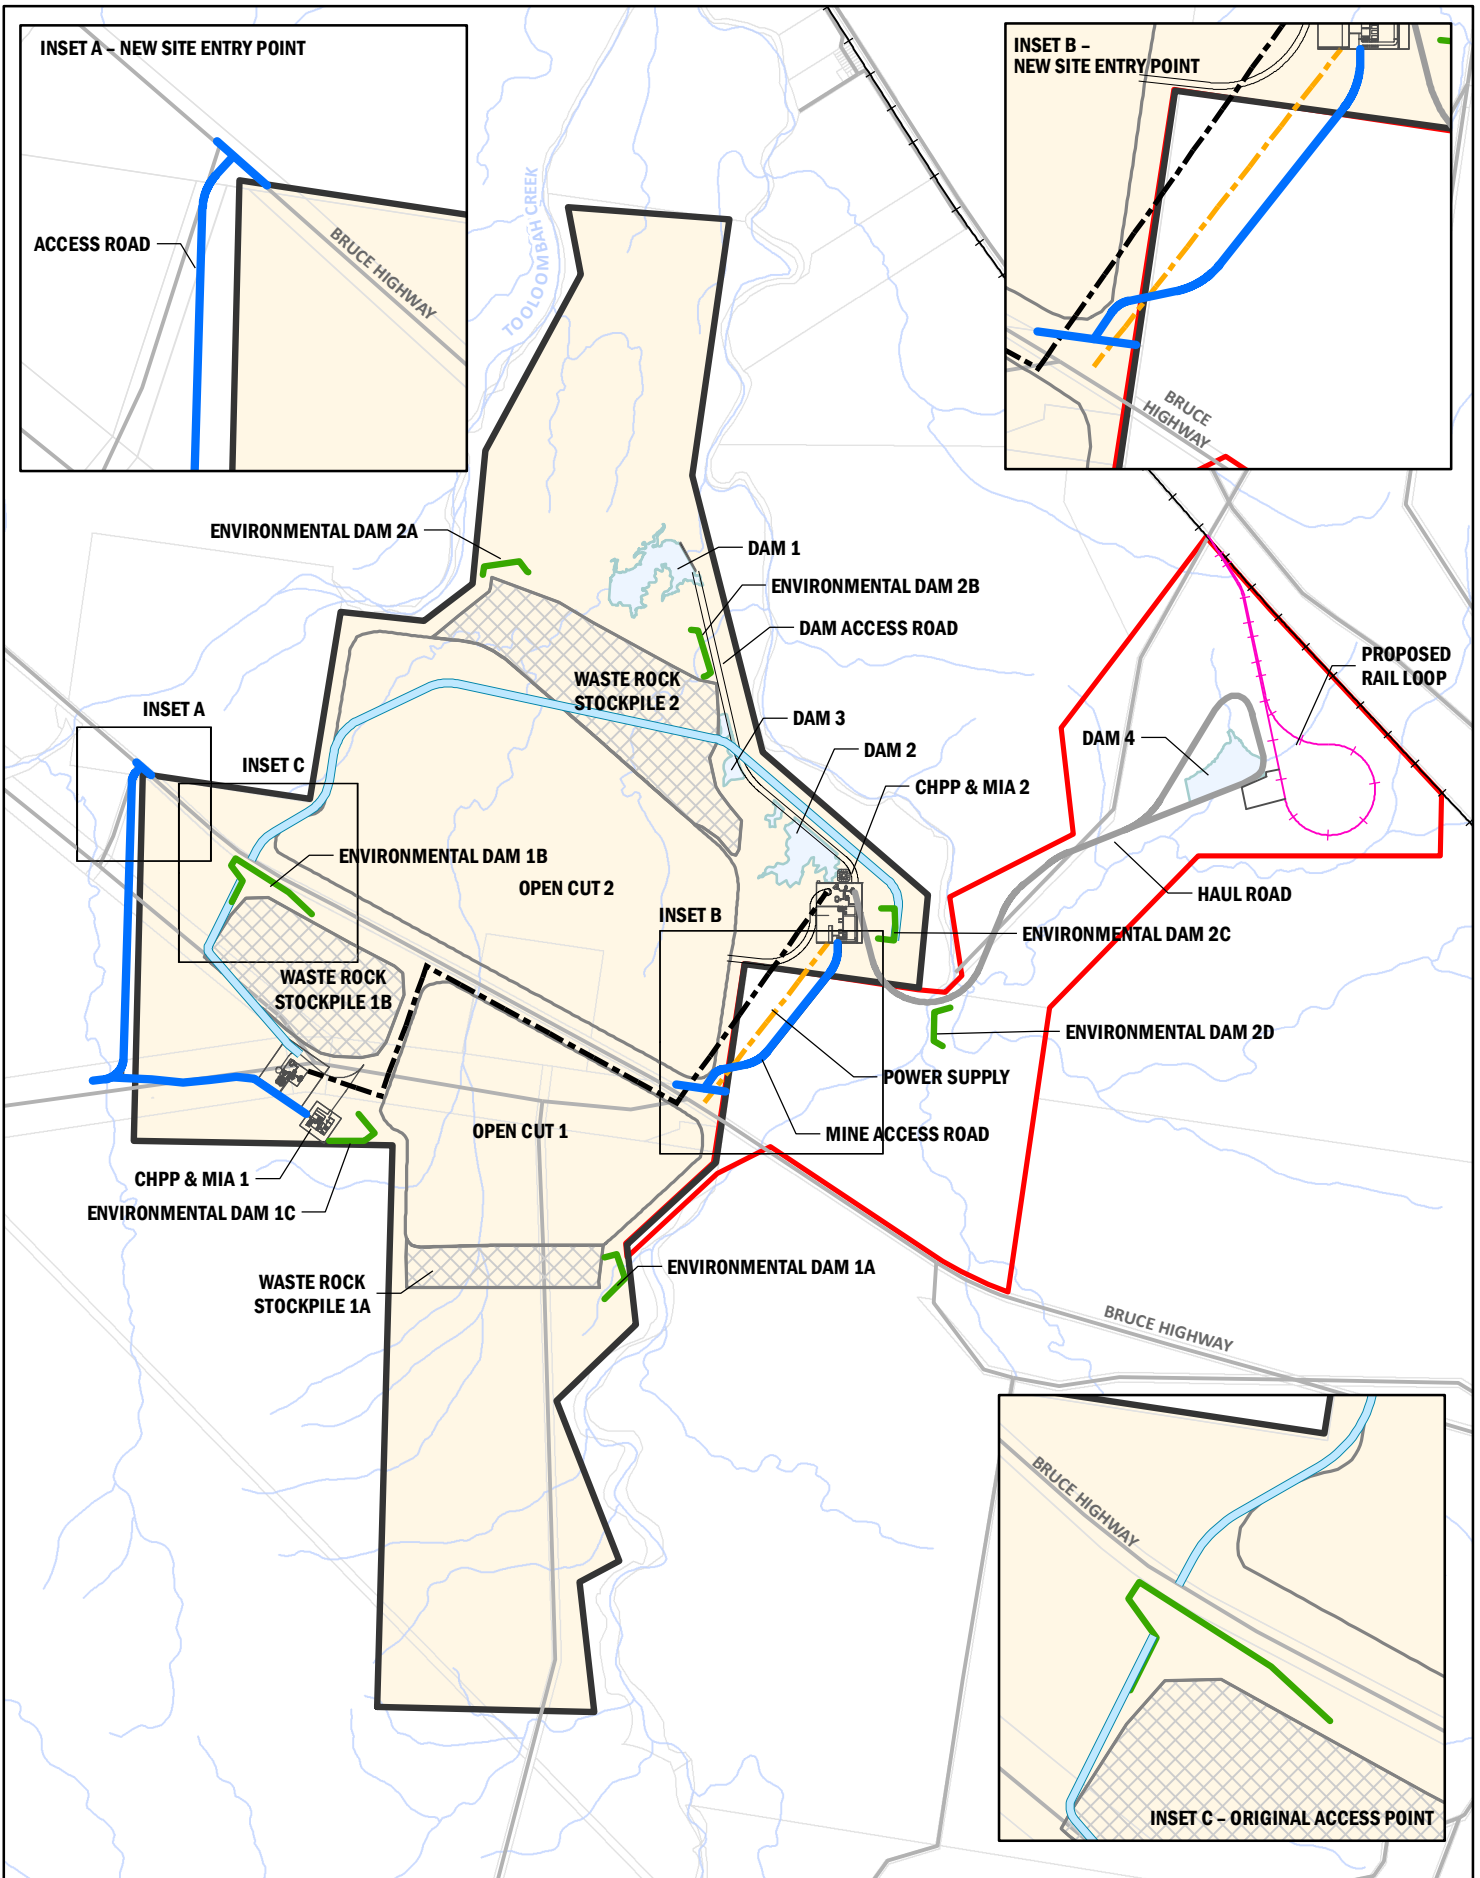 INSET A – NEW SITE ENTRY POINT
ACCESS ROAD
BRUCE HIGHWAY
TOOLOOMBAH CREEK
INSET B –
NEW SITE ENTRY POINT
BRUCE
HIGHWAY
ENVIRONMENTAL DAM 2A
DAM 1
ENVIRONMENTAL DAM 2B
DAM ACCESS ROAD
WASTE ROCK
STOCKPILE 2
PROPOSED
RAIL LOOP
INSET A
DAM 3
DAM 4
DAM 2
INSET C
CHPP & MIA 2
ENVIRONMENTAL DAM 1B
OPEN CUT 2
HAUL ROAD
INSET B
ENVIRONMENTAL DAM 2C
WASTE ROCK
STOCKPILE 1B
ENVIRONMENTAL DAM 2D
POWER SUPPLY
OPEN CUT 1
MINE ACCESS ROAD
CHPP & MIA 1
ENVIRONMENTAL DAM 1C
ENVIRONMENTAL DAM 1A
WASTE ROCK
STOCKPILE 1A
BRUCE HIGHWAY
BRUCE HIGHWAY
INSET C – ORIGINAL ACCESS POINT